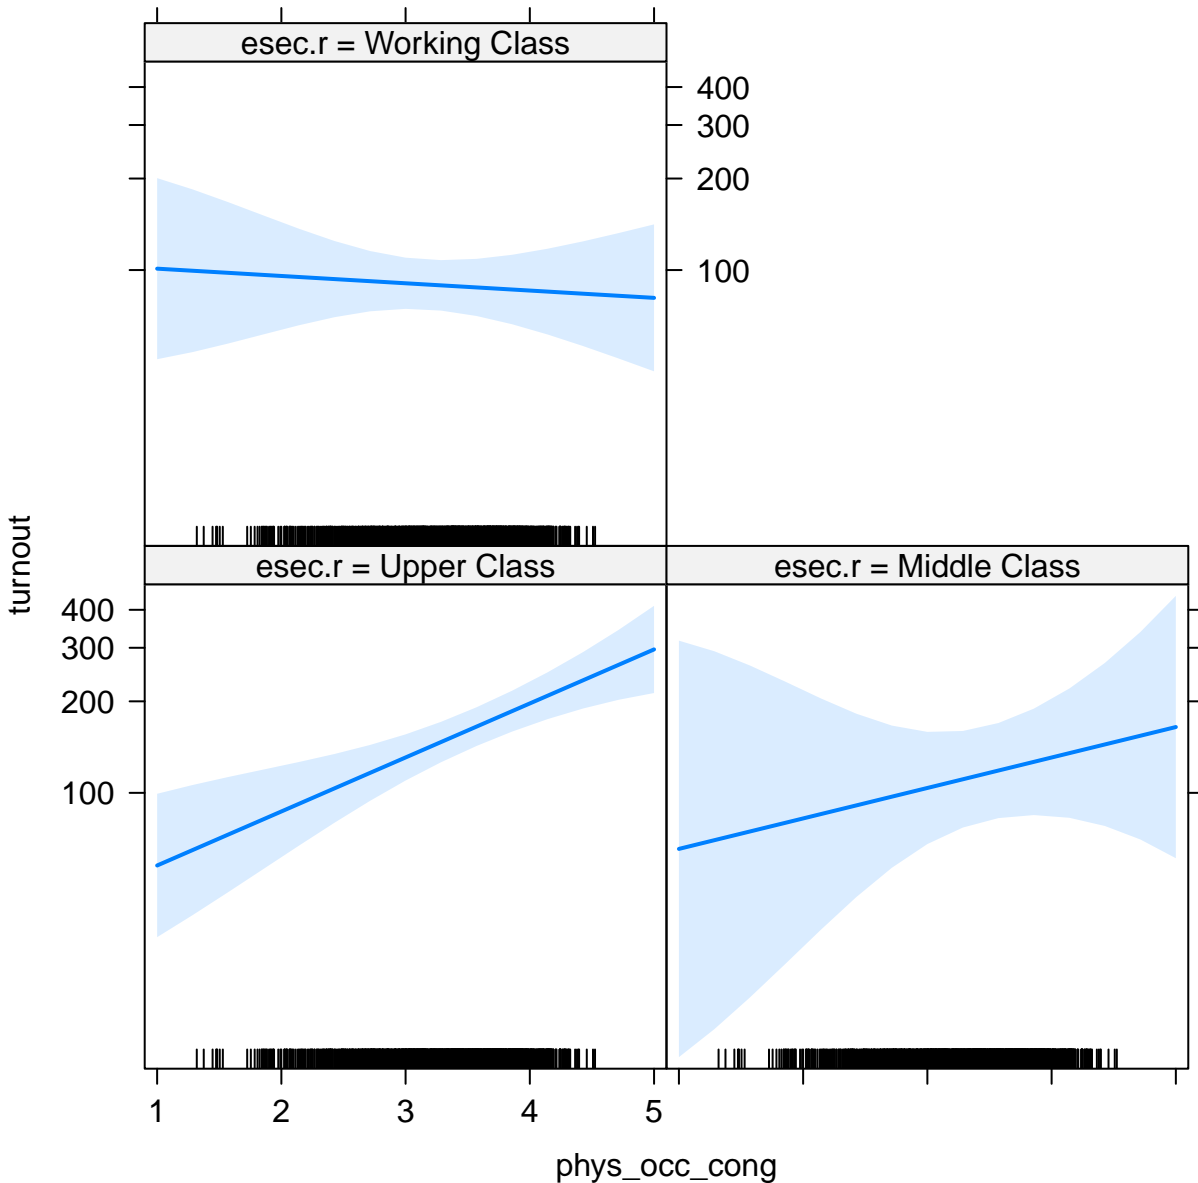 esec.r = Working Class
400
300
200
100
turnout
esec.r = Upper Class
esec.r = Middle Class
400
300
200
100
1 2 3 4 5
phys_occ_cong